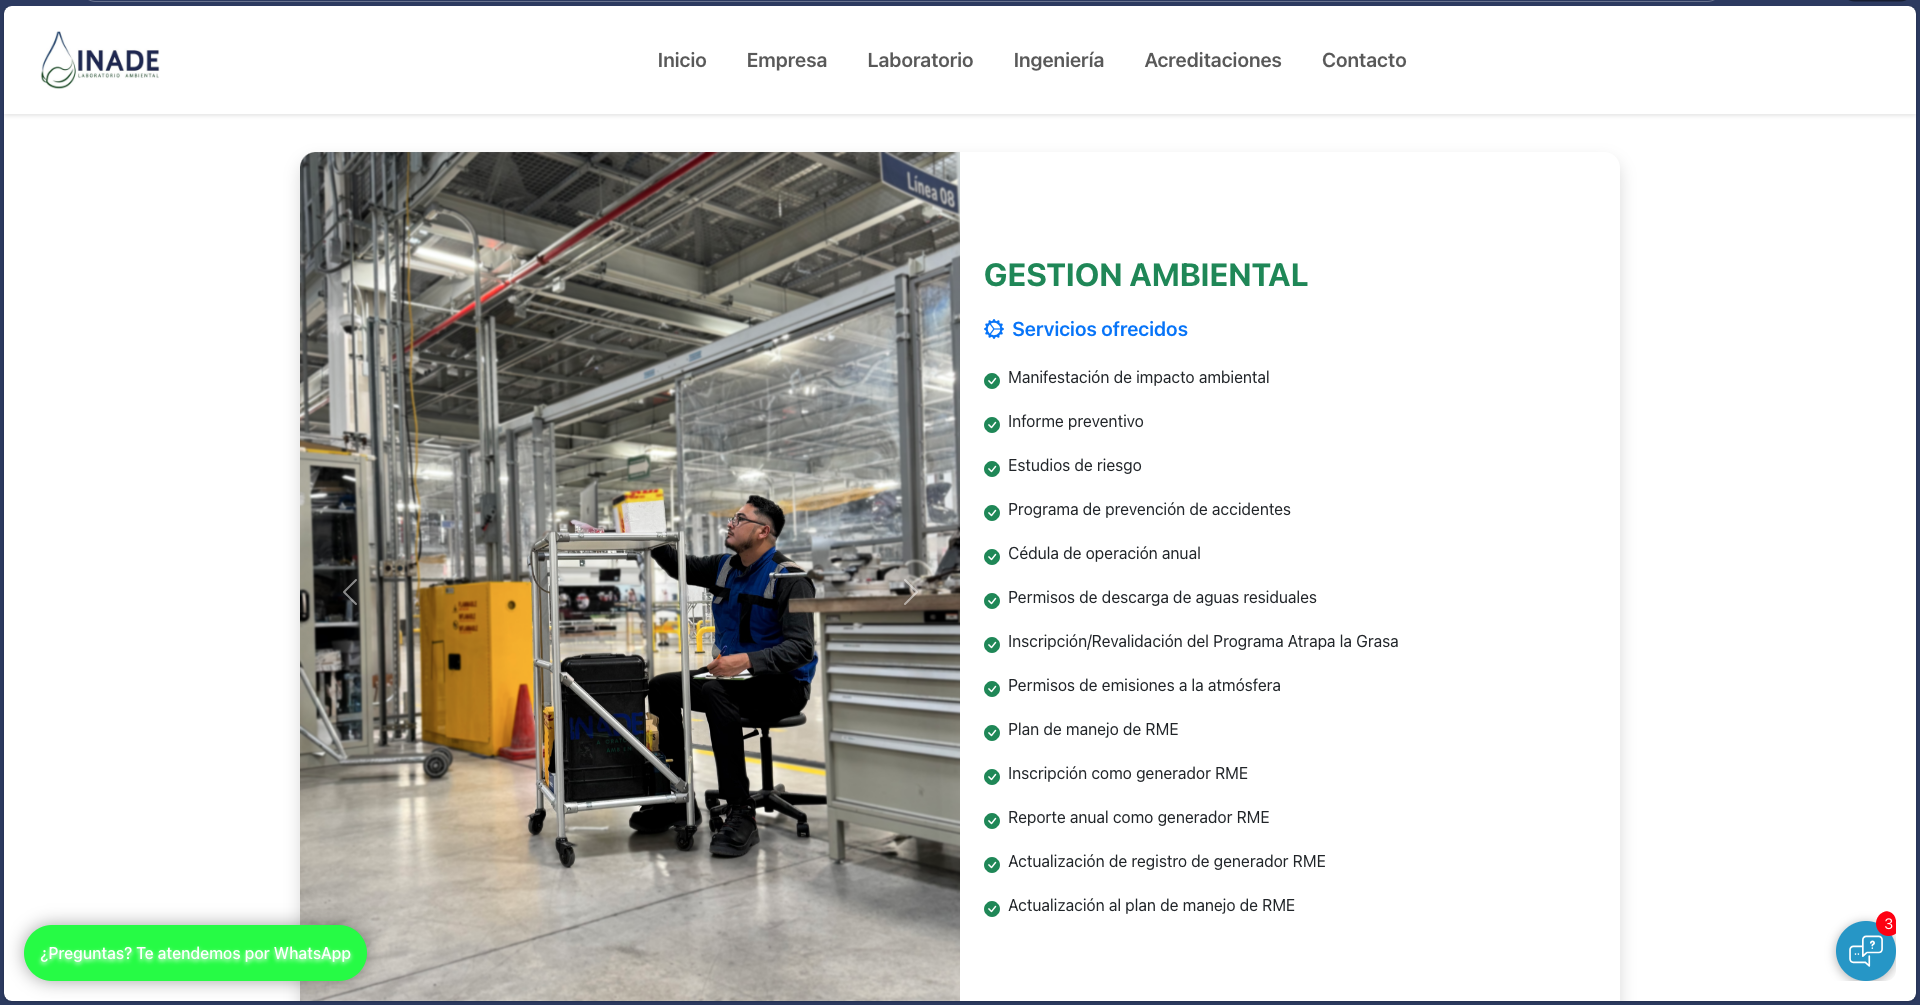 INADE
LABORATORIO AMBIENTAL
Inicio
Empresa
Laboratorio
Ingeniería
Acreditaciones
Contacto
Línea 08
INADE
GESTION AMBIENTAL
Servicios ofrecidos
Manifestación de impacto ambiental
Informe preventivo
Estudios de riesgo
Programa de prevención de accidentes
Cédula de operación anual
Permisos de descarga de aguas residuales
Inscripción/Revalidación del Programa Atrapa la Grasa
Permisos de emisiones a la atmósfera
Plan de manejo de RME
Inscripción como generador RME
Reporte anual como generador RME
Actualización de registro de generador RME
Actualización al plan de manejo de RME
¿Preguntas? Te atendemos por WhatsApp
3